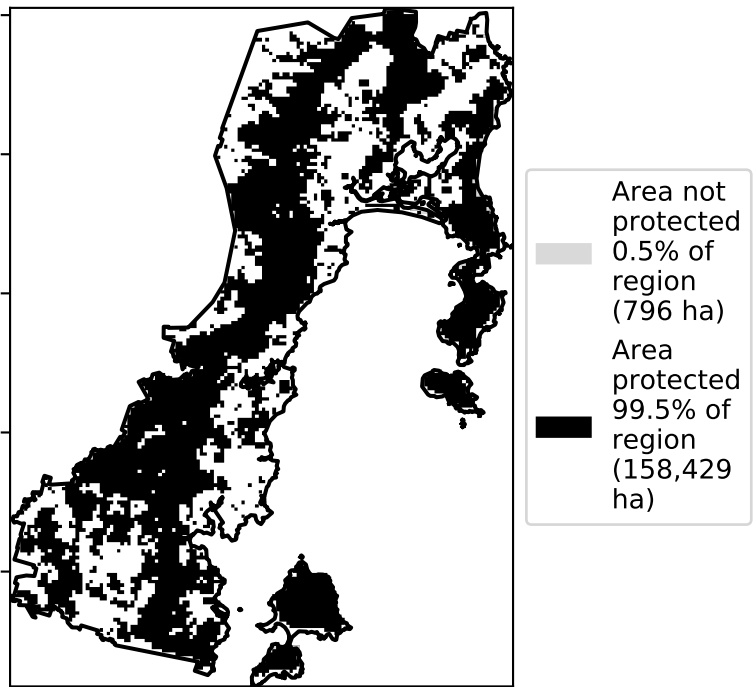 Area not
protected
0.5% of
region
(796 ha)
Area
protected
99.5% of
region
(158,429
ha)